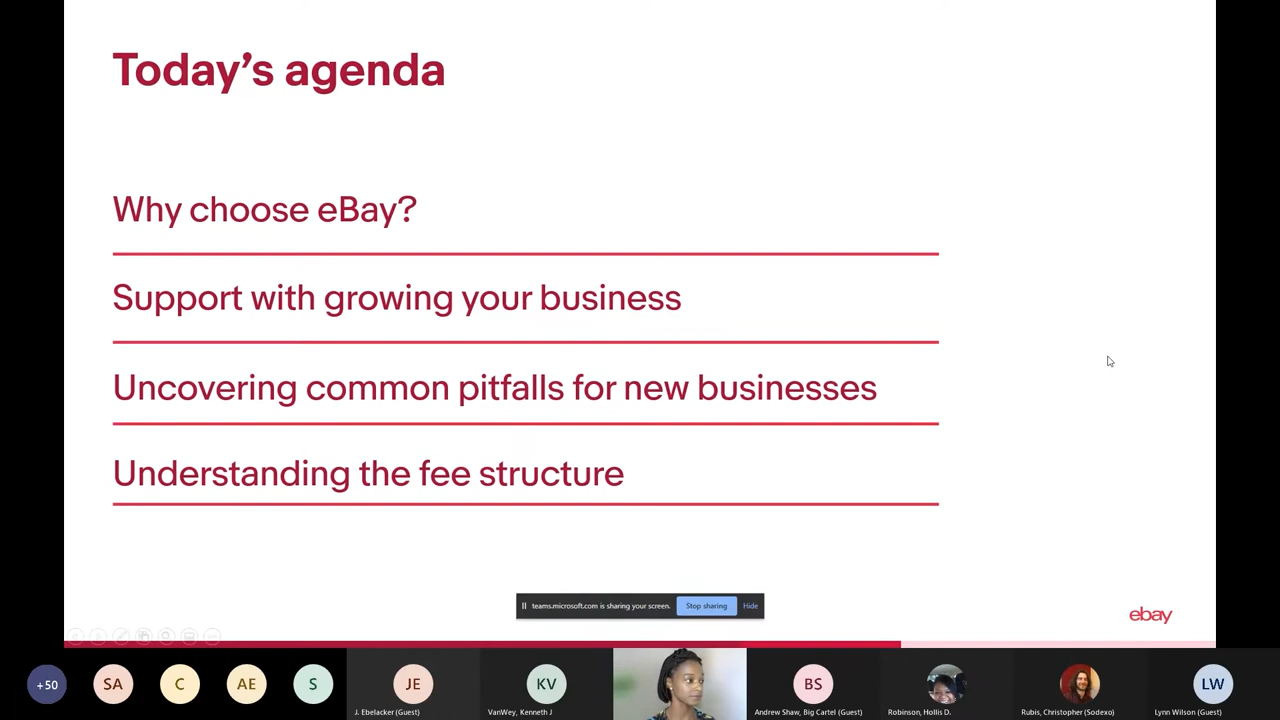 Today's agenda
Why choose eBay?
Support with growing your business
Uncovering common pitfalls for new businesses
Understanding the fee structure
teams.microsoft.com is sharing your screen.
Stop sharing
Hide
ebay
+50
SA
C
AE
S
JE
KV
BS
LW
J. Ebelacker (Guest)
VanWey, Kenneth J
Andrew Shaw, Big Cartel (Guest)
Robinson, Hollis D.
Rubis, Christopher (Sodexo)
Lynn Wilson (Guest)